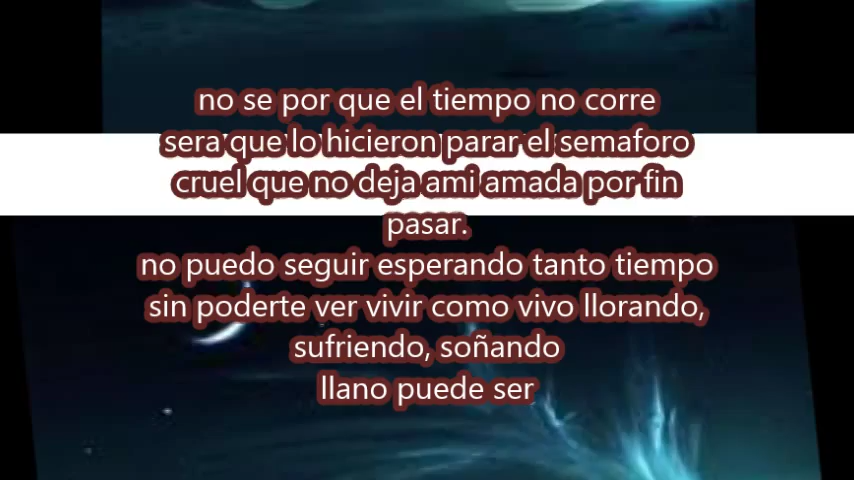 no se por que el tiempo no corre
sera que lo hicieron parar el semaforo
cruel que no deja ami amada por fin
pasar.
no puedo seguir esperando tanto tiempo
sin poderte ver vivir como vivo llorando,
sufriendo, soñando
llano puede ser